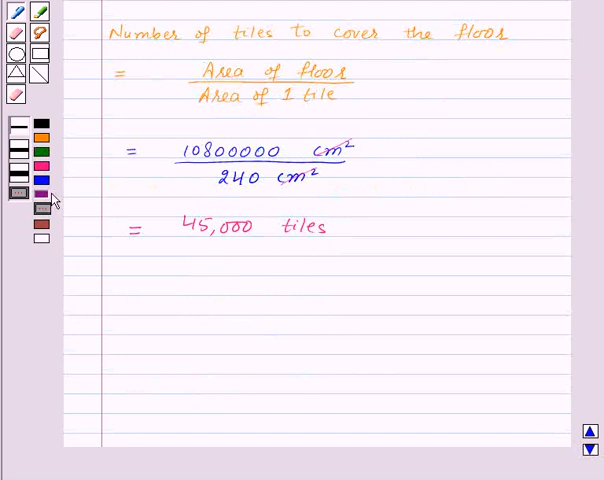 Number of tiles to cover the floor
= Area of floor
Area of 1 tile
= 10800000 cm²
240 cm²
= 45,000 tiles